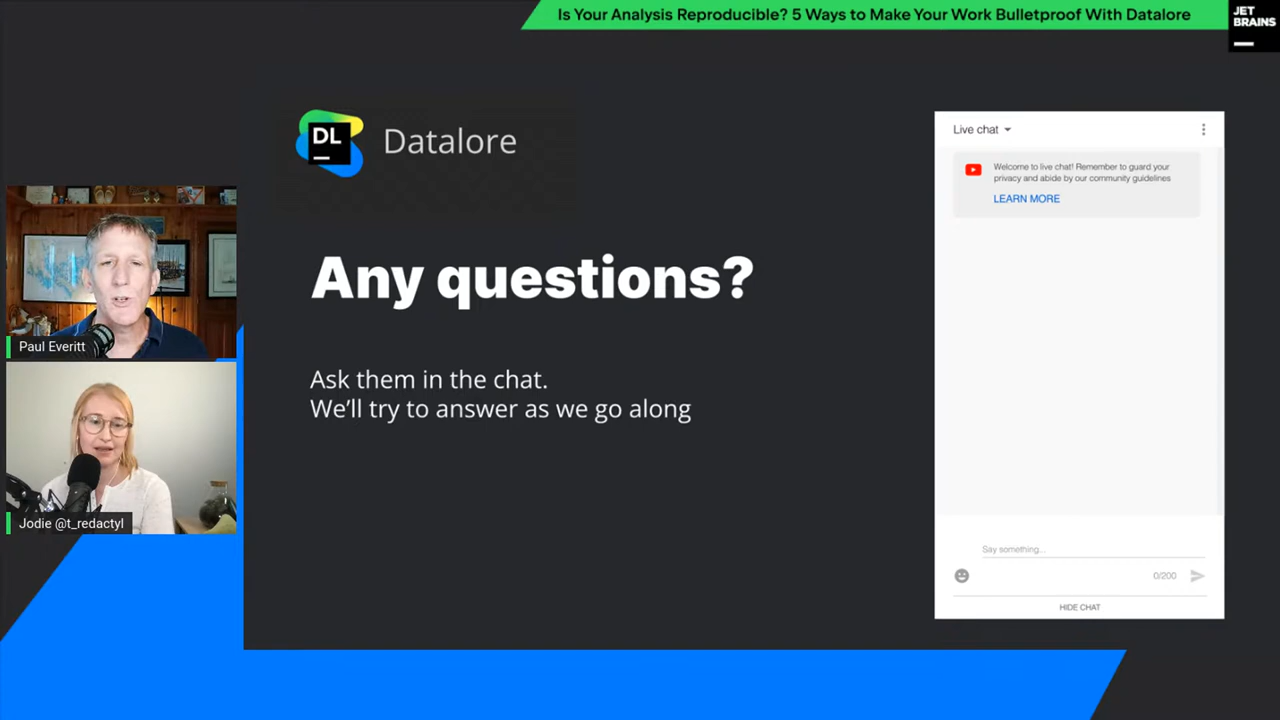 Is Your Analysis Reproducible? 5 Ways to Make Your Work Bulletproof With Datalore
JET
BRAINS
DL
Datalore
Any questions?
Ask them in the chat.
We'll try to answer as we go along
Paul Everitt
Jodie @t_redactyl
Live chat
Welcome to live chat! Remember to guard your
privacy and abide by our community guidelines
LEARN MORE
Say something...
0/200
HIDE CHAT